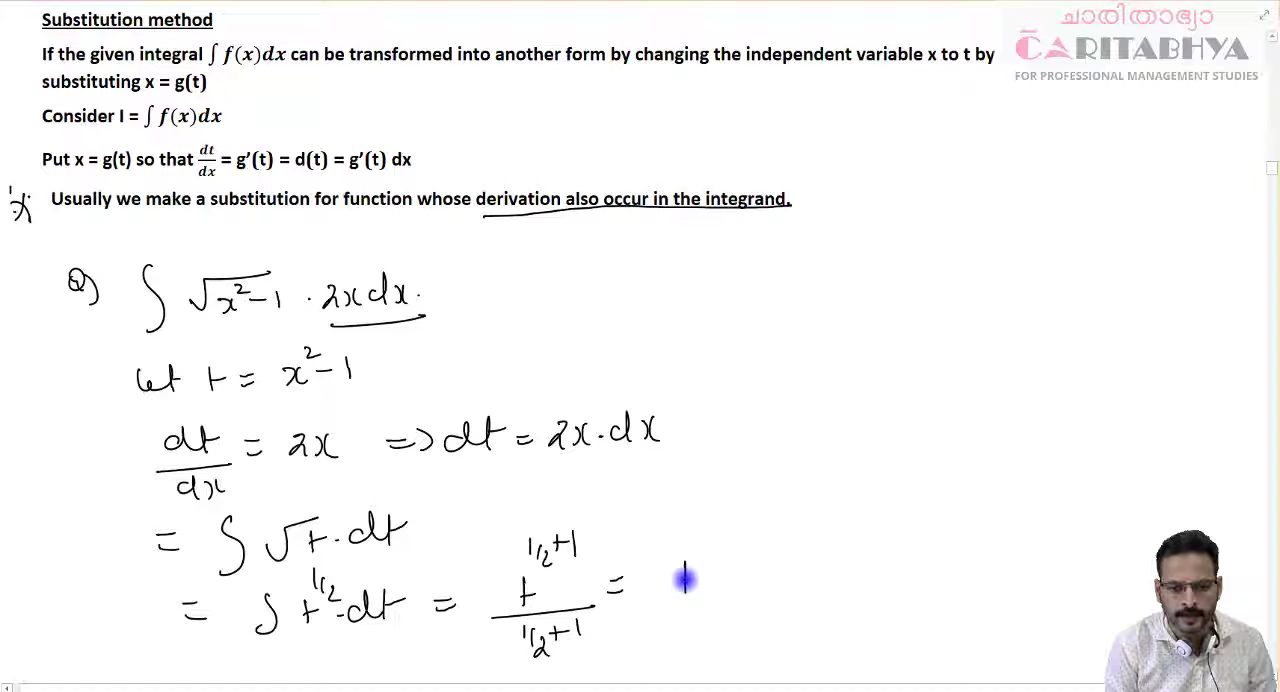 Substitution method
ചാരിതാഭ്യാ
CARITABHYA
FOR PROFESSIONAL MANAGEMENT STUDIES
If the given integral ∫ f(x)dx can be transformed into another form by changing the independent variable x to t by
substituting x = g(t)
Consider I = ∫ f(x)dx
Put x = g(t) so that dt/dx = g’(t) = d(t) = g’(t) dx
Usually we make a substitution for function whose derivation also occur in the integrand.
Q) ∫ √(x²-1) · 2x dx.
let t = x²-1
dt/dx = 2x => dt = 2x·dx
= ∫ √t · dt
= ∫ t^(1/2) · dt = t^(1/2+1)/(1/2+1) =